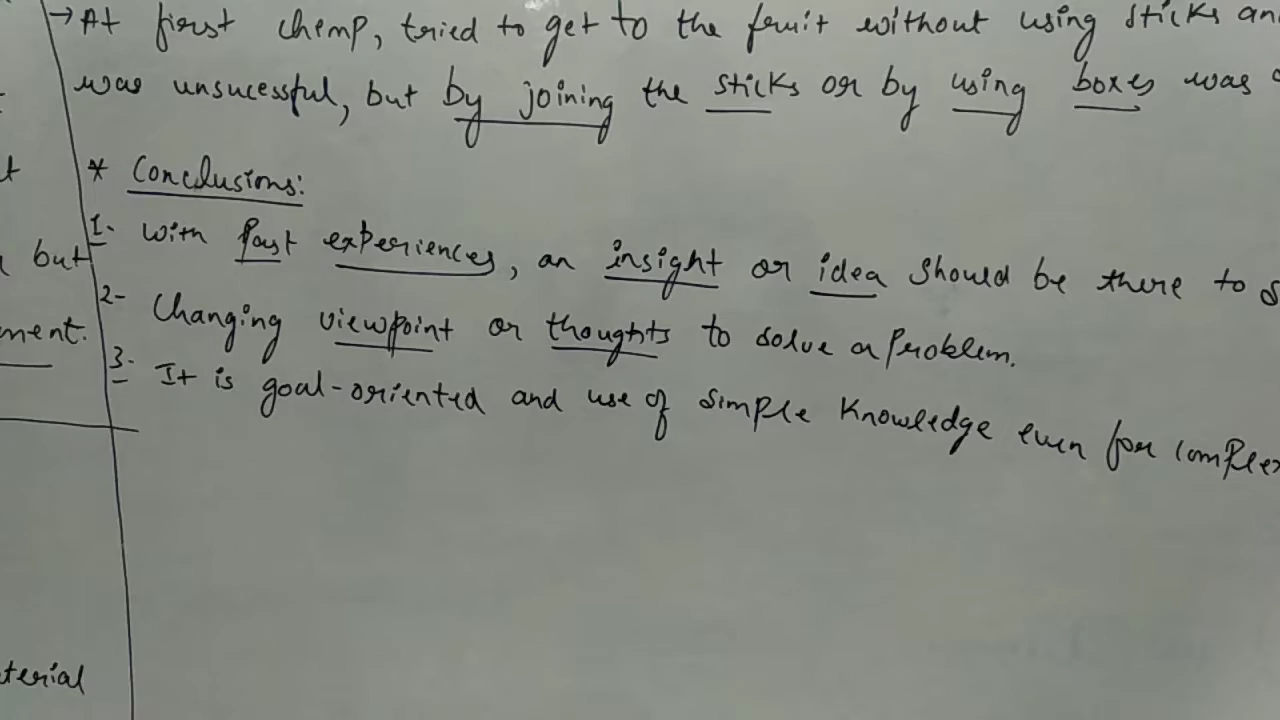 → At first chimp, tried to get to the fruit without using sticks an
was unsucessful, but by joining the sticks or by using boxes was
* Conclusions:
1- With Past experiences, an insight or idea should be there to s
2- Changing viewpoint or thoughts to solve a Problem.
3- It is goal-oriented and use of simple Knowledge even for complex
but
ment.
terial